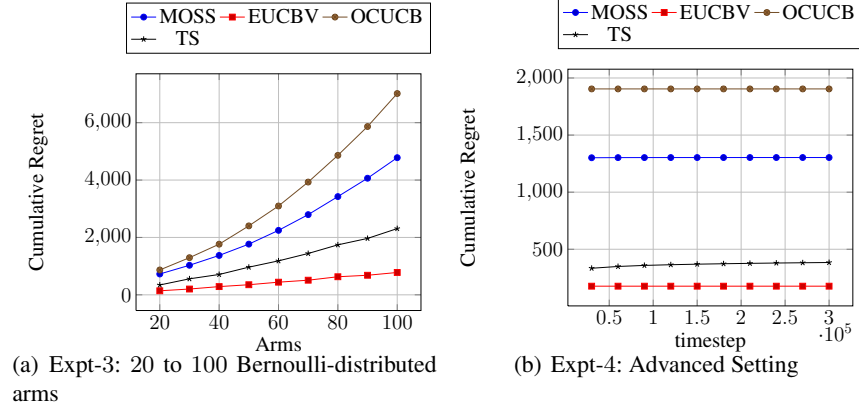 MOSS EUCBV OCUCB
TS
Cumulative Regret
6,000
4,000
2,000
0
20 40 60 80 100
Arms
(a) Expt-3: 20 to 100 Bernoulli-distributed
arms
MOSS EUCBV OCUCB
TS
Cumulative Regret
2,000
1,500
1,000
500
0.5 1 1.5 2 2.5 3
·10⁵
timestep
(b) Expt-4: Advanced Setting